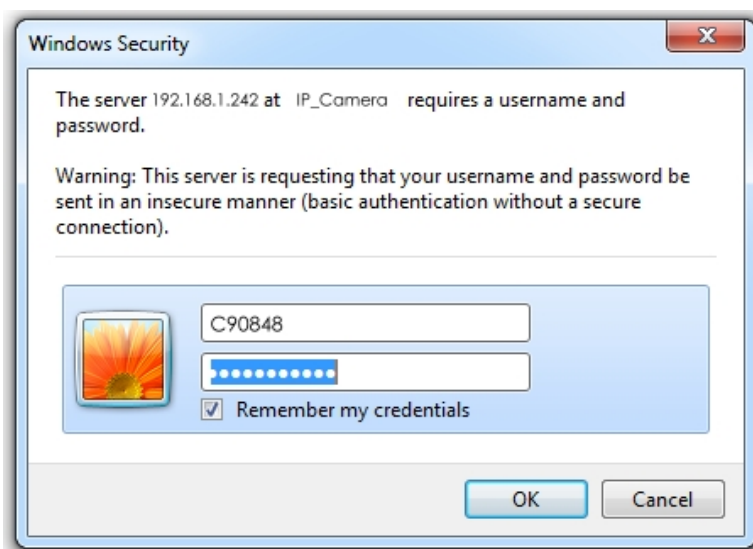 Windows Security
The server 192.168.1.242 at IP_Camera requires a username and
password.
Warning: This server is requesting that your username and password be
sent in an insecure manner (basic authentication without a secure
connection).
C90848
•••••••••••
Remember my credentials
OK Cancel